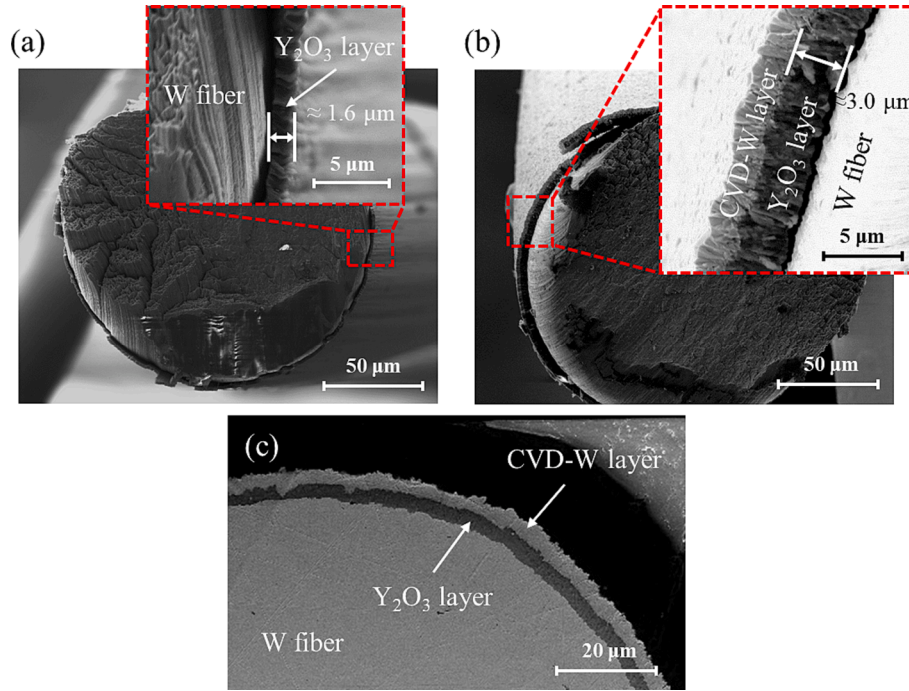 (a)
Y₂O₃ layer
W fiber
≈ 1.6 μm
5 μm
50 μm
(b)
CVD-W layer
Y₂O₃ layer
≈3.0 μm
W fiber
5 μm
50 μm
(c)
CVD-W layer
Y₂O₃ layer
W fiber
20 μm